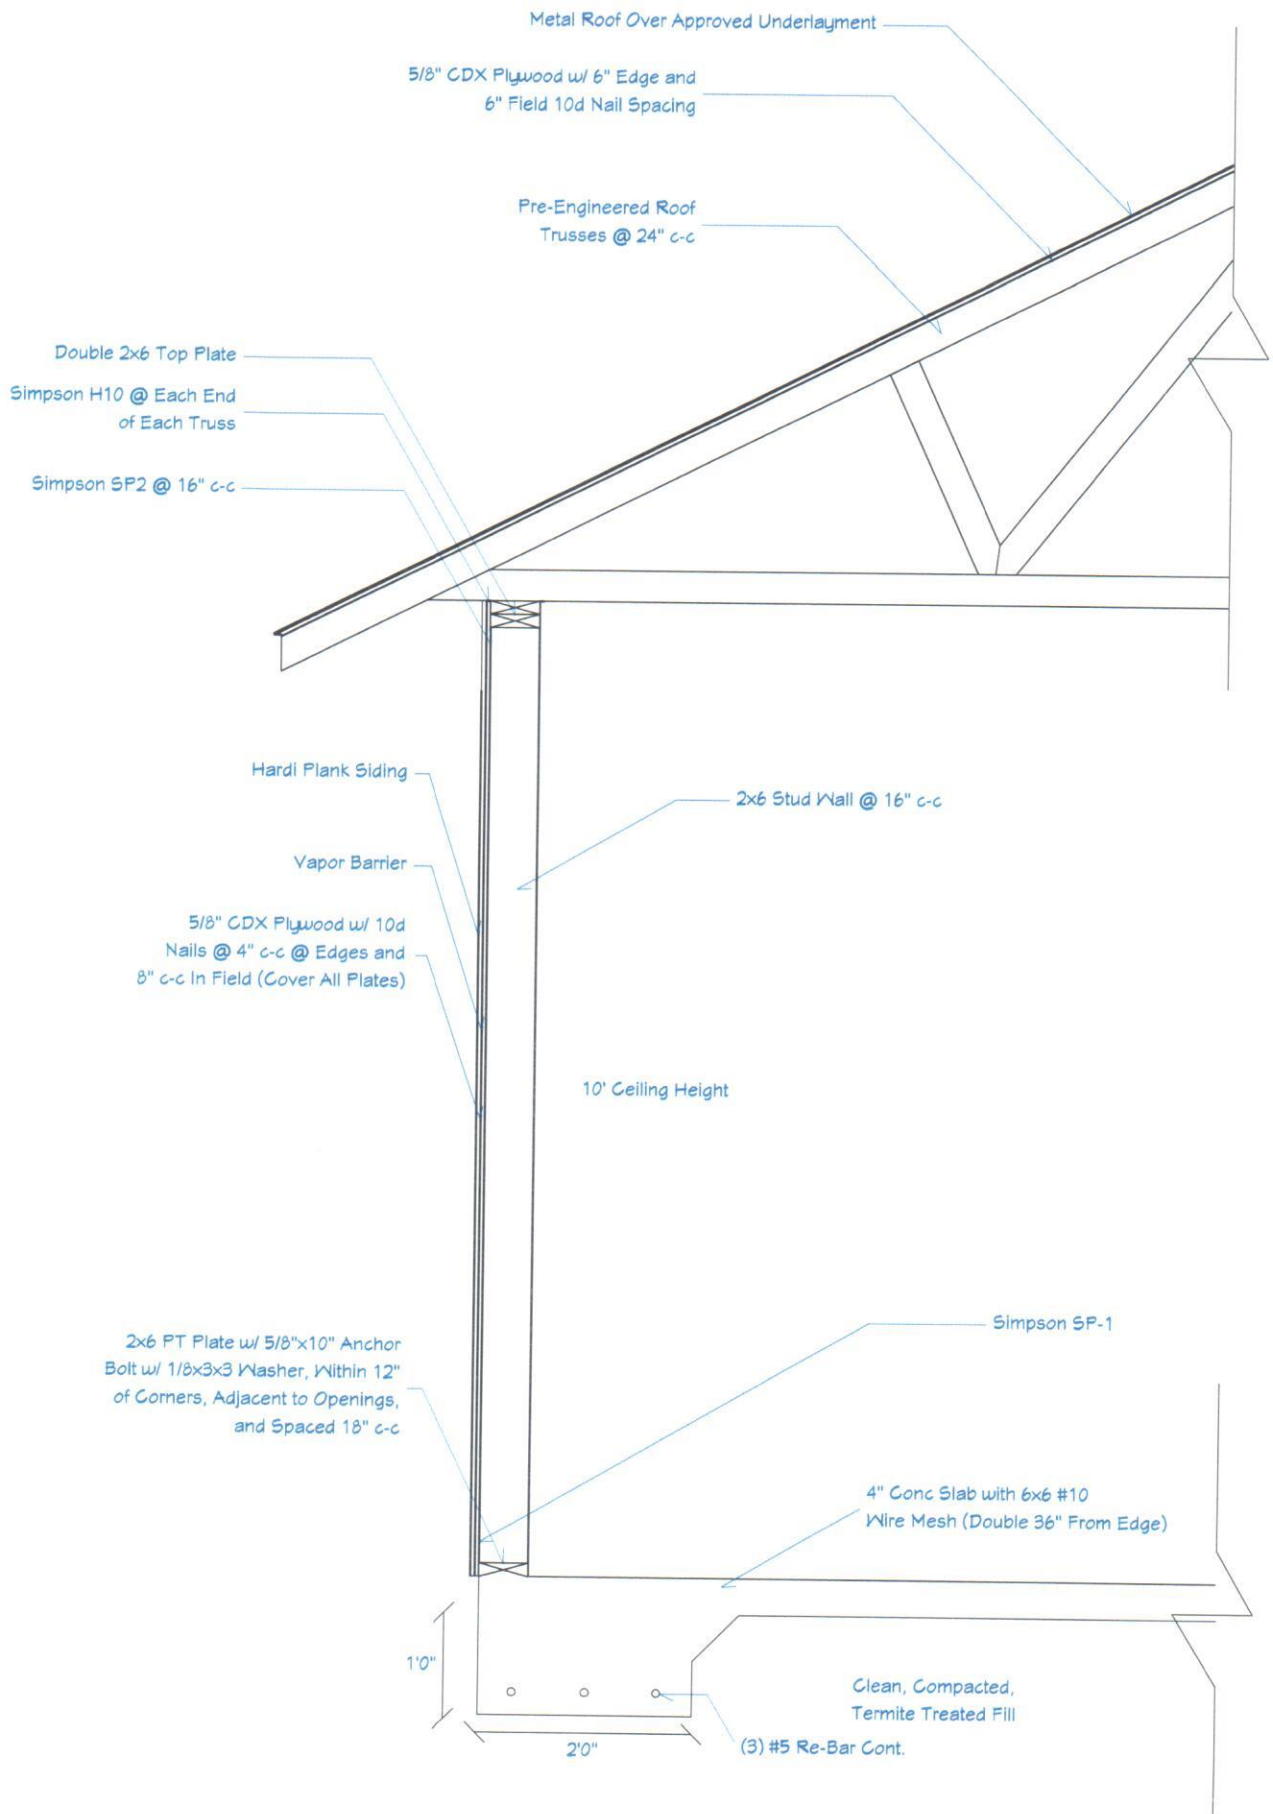 Metal Roof Over Approved Underlayment
5/8" CDX Plywood w/ 6" Edge and
6" Field 10d Nail Spacing
Pre-Engineered Roof
Trusses @ 24" c-c
Double 2x6 Top Plate
Simpson H10 @ Each End
of Each Truss
Simpson SP2 @ 16" c-c
Hardi Plank Siding
2x6 Stud Wall @ 16" c-c
Vapor Barrier
5/8" CDX Plywood w/ 10d
Nails @ 4" c-c @ Edges and
8" c-c In Field (Cover All Plates)
10' Ceiling Height
Simpson SP-1
2x6 PT Plate w/ 5/8"x10" Anchor
Bolt w/ 1/8x3x3 Washer, Within 12"
of Corners, Adjacent to Openings,
and Spaced 18" c-c
4" Conc Slab with 6x6 #10
Wire Mesh (Double 36" From Edge)
1'0"
Clean, Compacted,
Termite Treated Fill
2'0"
(3) #5 Re-Bar Cont.